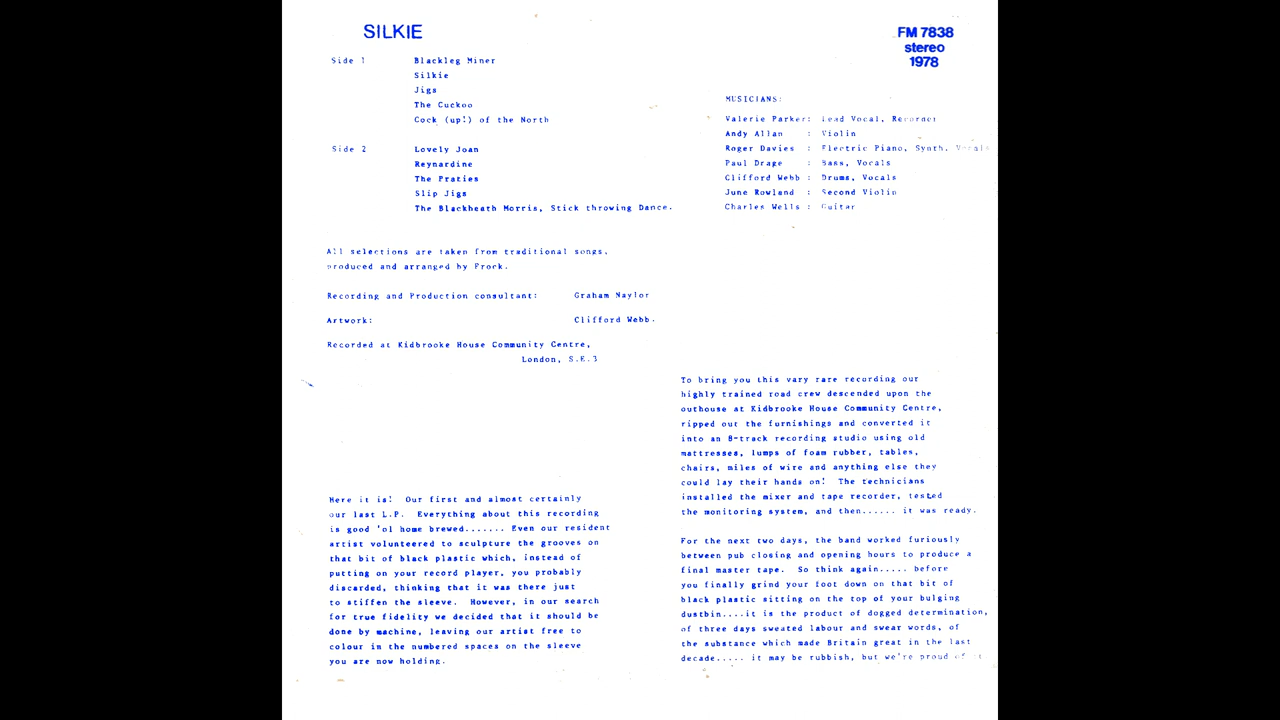 SILKIE
FM 7838
stereo
1978
Side 1 Blackleg Miner
Silkie
Jigs
The Cuckoo
Cock (up!) of the North
Side 2 Lovely Joan
Reynardine
The Praties
Slip Jigs
The Blackheath Morris, Stick throwing Dance.
MUSICIANS:
Valerie Parker: Lead Vocal, Recorder
Andy Allan : Violin
Roger Davies : Electric Piano, Synth, Vocals
Paul Drage : Bass, Vocals
Clifford Webb : Drums, Vocals
June Rowland : Second Violin
Charles Wells : Guitar
All selections are taken from traditional songs,
produced and arranged by Frock.
Recording and Production consultant: Graham Naylor
Artwork: Clifford Webb.
Recorded at Kidbrooke House Community Centre,
London, S.E.3
Here it is! Our first and almost certainly
our last L.P. Everything about this recording
is good 'ol home brewed....... Even our resident
artist volunteered to sculpture the grooves on
that bit of black plastic which, instead of
putting on your record player, you probably
discarded, thinking that it was there just
to stiffen the sleeve. However, in our search
for true fidelity we decided that it should be
done by machine, leaving our artist free to
colour in the numbered spaces on the sleeve
you are now holding.
To bring you this vary rare recording our
highly trained road crew descended upon the
outhouse at Kidbrooke House Community Centre,
ripped out the furnishings and converted it
into an 8-track recording studio using old
mattresses, lumps of foam rubber, tables,
chairs, miles of wire and anything else they
could lay their hands on! The technicians
installed the mixer and tape recorder, tested
the monitoring system, and then...... it was ready.
For the next two days, the band worked furiously
between pub closing and opening hours to produce a
final master tape. So think again..... before
you finally grind your foot down on that bit of
black plastic sitting on the top of your bulging
dustbin....it is the product of dogged determination,
of three days sweated labour and swear words, of
the substance which made Britain great in the last
decade..... it may be rubbish, but we're proud of it